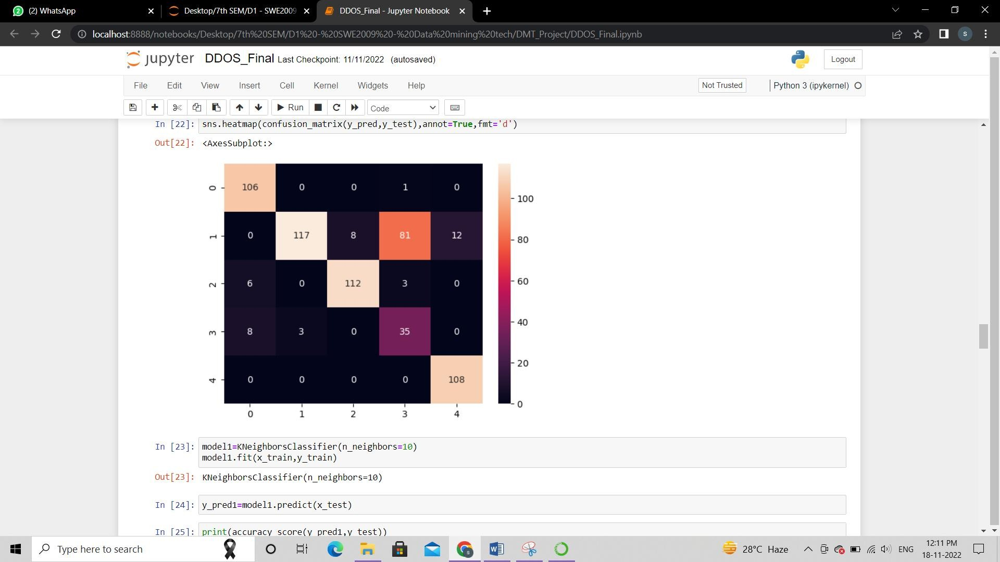 (2) WhatsApp
Desktop/7th SEM/D1 - SWE2009
DDOS_Final - Jupyter Notebook
localhost:8888/notebooks/Desktop/7th%20SEM/D1%20-%20SWE2009%20-%20Data%20mining%20tech/DMT_Project/DDOS_Final.ipynb
s
jupyter DDOS_Final Last Checkpoint: 11/11/2022 (autosaved)
Logout
File Edit View Insert Cell Kernel Widgets Help
Not Trusted
Python 3 (ipykernel)
Run
Code
In [22]: sns.heatmap(confusion_matrix(y_pred,y_test),annot=True,fmt='d')
Out[22]: <AxesSubplot:>
0 106 0 0 1 0
100
1 0 117 8 81 12
80
2 6 0 112 3 0
60
40
3 8 3 0 35 0
20
4 0 0 0 0 108
0
0 1 2 3 4
In [23]: model1=KNeighborsClassifier(n_neighbors=10)
model1.fit(x_train,y_train)
Out[23]: KNeighborsClassifier(n_neighbors=10)
In [24]: y_pred1=model1.predict(x_test)
In [25]: print(accuracy_score(y_pred1,y_test))
Type here to search
28°C Haze
ENG
12:11 PM
18-11-2022